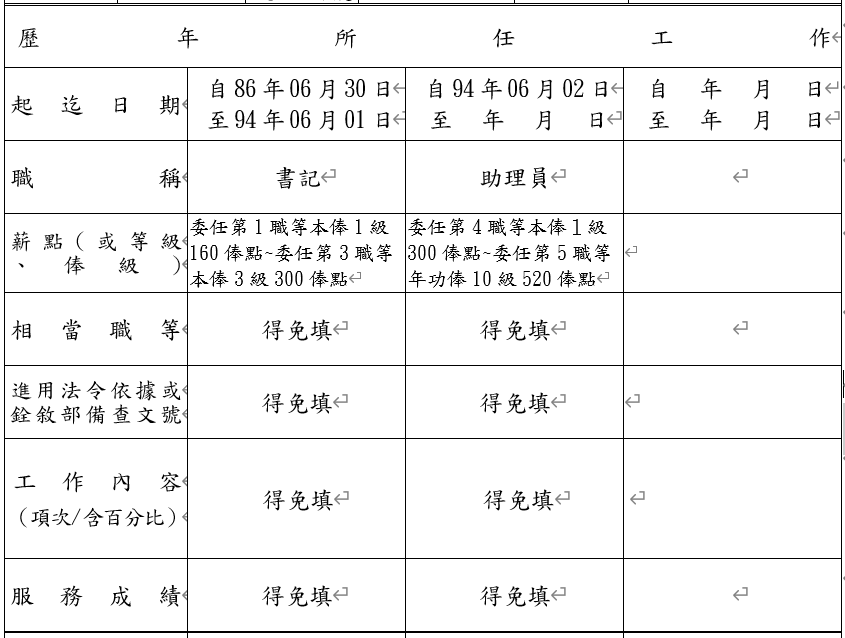 歷年所任工作
起迄日期
自86年06月30日
至94年06月01日
自94年06月02日
至 年 月 日
自 年 月 日
至 年 月 日
職稱
書記
助理員
薪點(或等級
、俸級)
委任第1職等本俸1級
160俸點~委任第3職等
本俸3級300俸點
委任第4職等本俸1級
300俸點~委任第5職等
年功俸10級520俸點
相當職等
得免填
得免填
進用法令依據或
銓敘部備查文號
得免填
得免填
工作內容
（項次/含百分比）
得免填
得免填
服務成績
得免填
得免填